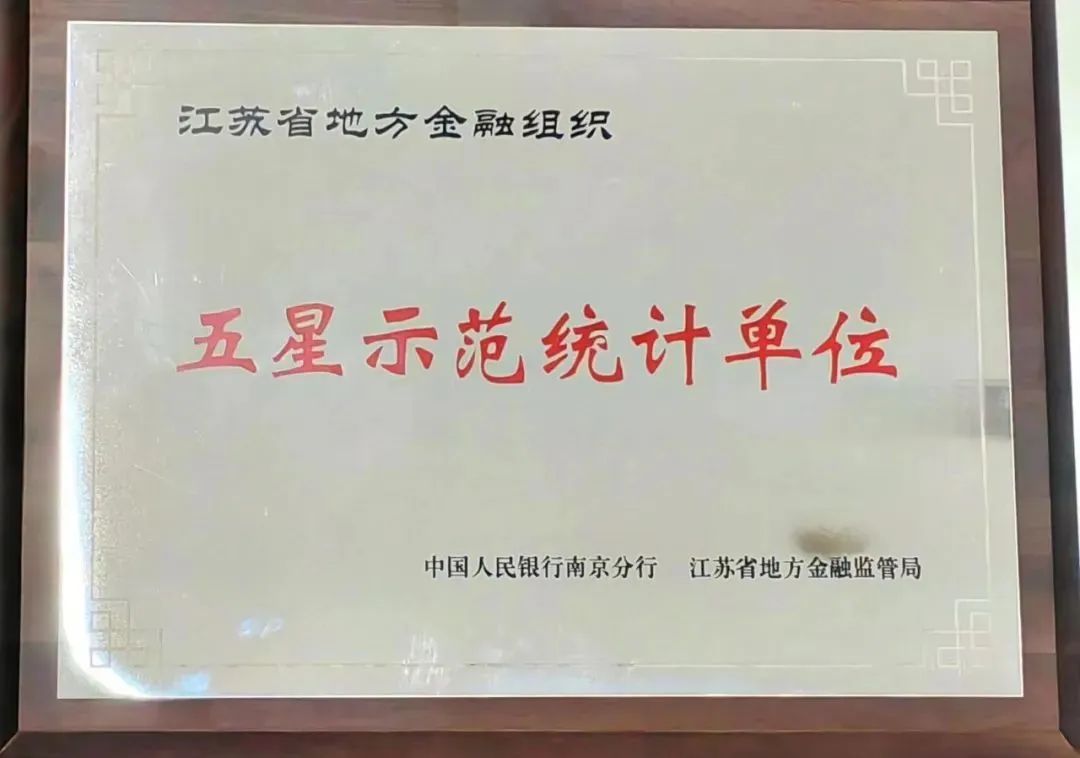 江苏省地方金融组织
五星示范统计单位
中国人民银行南京分行 江苏省地方金融监管局